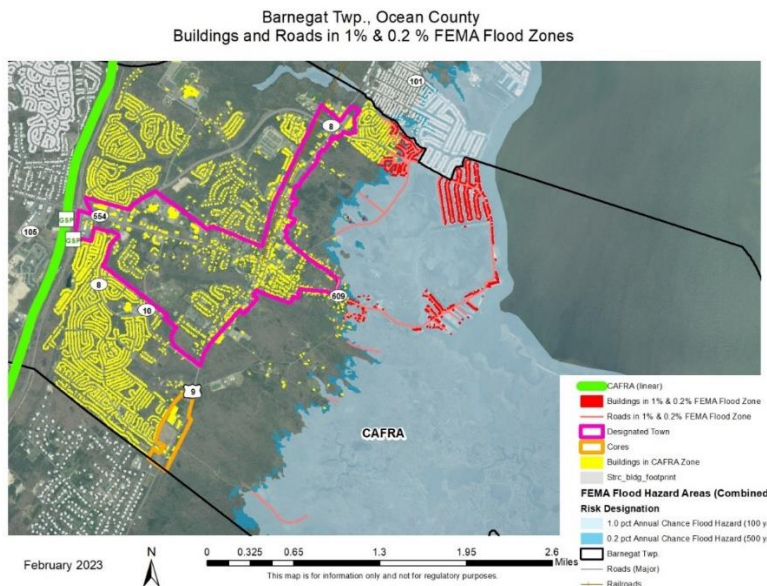 Barnegat Twp., Ocean County
Buildings and Roads in 1% & 0.2 % FEMA Flood Zones
101
8
GSP
554
105
GSP
8
609
10
9
CAFRA
CAFRA (linear)
Buildings in 1% & 0.2% FEMA Flood Zone
Roads in 1% & 0.2% FEMA Flood Zone
Designated Town
Cores
Buildings in CAFRA Zone
Strc_bldg_footprint
FEMA Flood Hazard Areas (Combined
Risk Designation
1.0 pct Annual Chance Flood Hazard (100 y
0.2 pct Annual Chance Flood Hazard (500 y
Barnegat Twp.
Roads (Major)
Railroads
February 2023
N
0 0.325 0.65 1.3 1.95 2.6
Miles
This map is for information only and not for regulatory purposes.